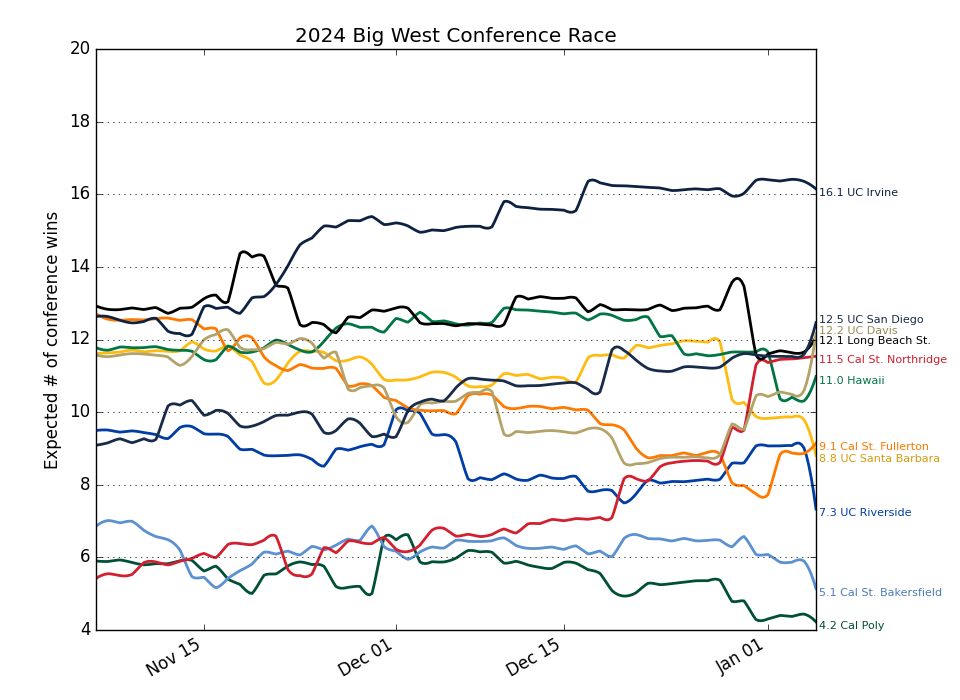 2024 Big West Conference Race
Expected # of conference wins
20
18
16
14
12
10
8
6
4
Nov 15
Dec 01
Dec 15
Jan 01
16.1 UC Irvine
12.5 UC San Diego
12.2 UC Davis
12.1 Long Beach St.
11.5 Cal St. Northridge
11.0 Hawaii
9.1 Cal St. Fullerton
8.8 UC Santa Barbara
7.3 UC Riverside
5.1 Cal St. Bakersfield
4.2 Cal Poly